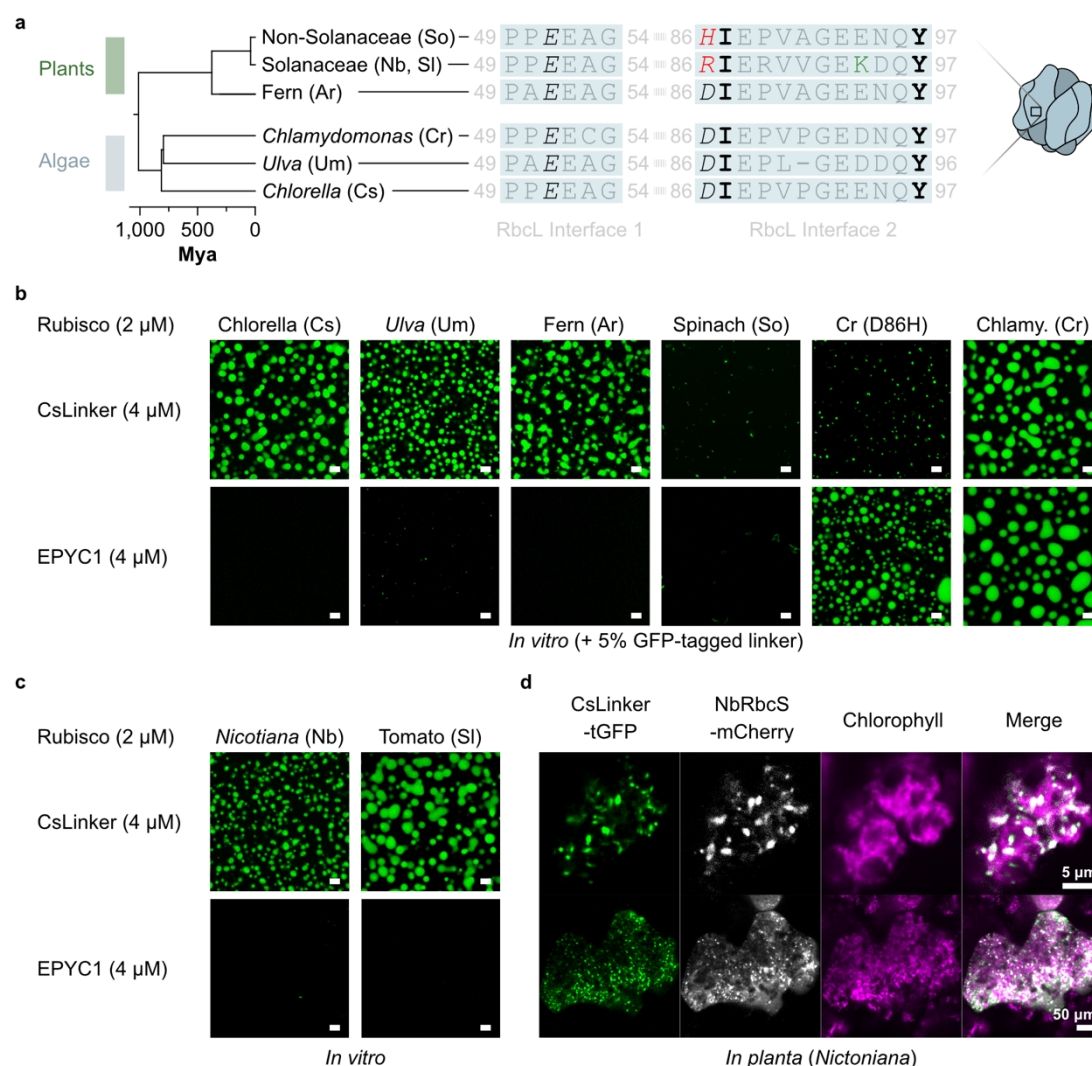 a
Plants
Algae
Non-Solanaceae (So) 49 PPEEAG 54 86 HIEPVAGEENQY 97
Solanaceae (Nb, Sl) 49 PPEEAG 54 86 RIERVVGEKDQY 97
Fern (Ar) 49 PAEEAG 54 86 DIEPVAGEENQY 97
Chlamydomonas (Cr) 49 PPEECG 54 86 DIEPVPGEDNQY 97
Ulva (Um) 49 PAEEAG 54 86 DIEPL-GEDDQY 96
Chlorella (Cs) 49 PPEEAG 54 86 DIEPVPGEENQY 97
1,000 500 0
Mya
RbcL Interface 1 RbcL Interface 2
b
Rubisco (2 μM) Chlorella (Cs) Ulva (Um) Fern (Ar) Spinach (So) Cr (D86H) Chlamy. (Cr)
CsLinker (4 μM)
EPYC1 (4 μM)
In vitro (+ 5% GFP-tagged linker)
c
Rubisco (2 μM) Nicotiana (Nb) Tomato (Sl)
CsLinker (4 μM)
EPYC1 (4 μM)
In vitro
d
CsLinker -tGFP NbRbcS -mCherry Chlorophyll Merge
5 μm
50 μm
In planta (Nictoniana)